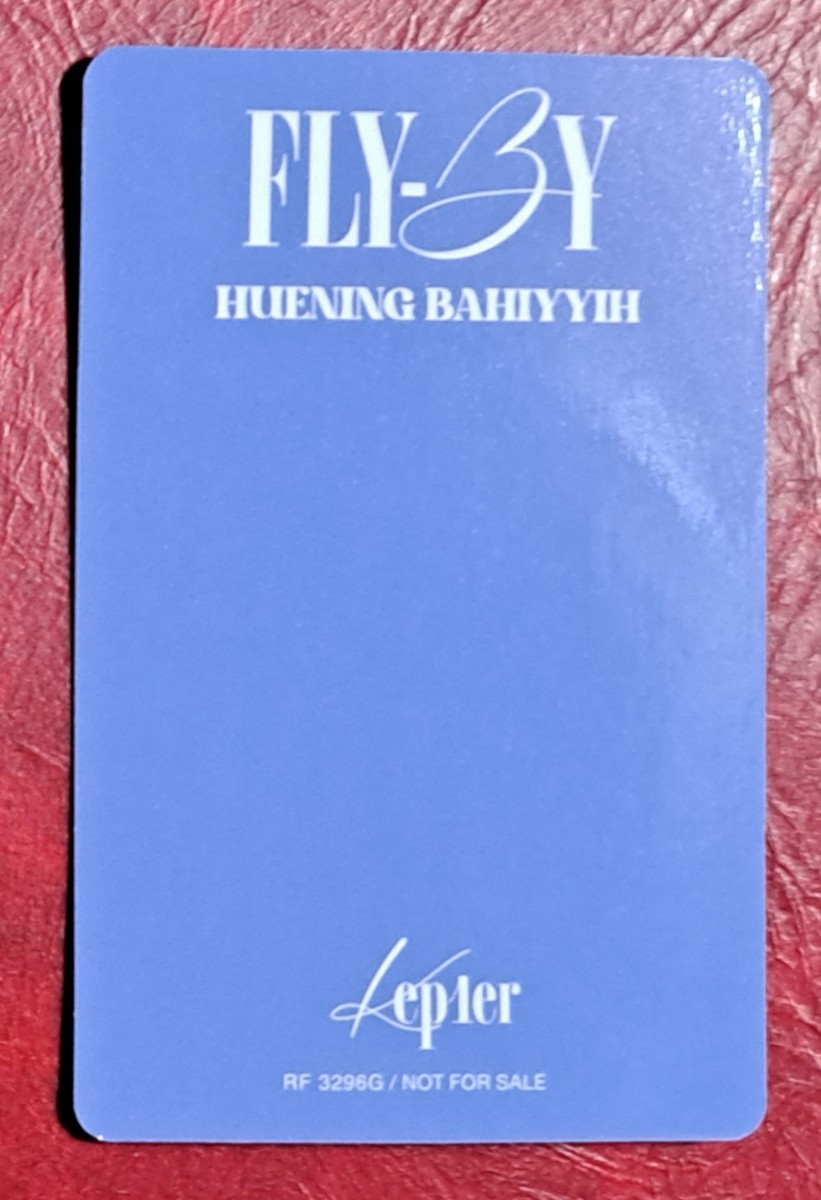 FLY-BY
HUENING BAHIYYIH
Kep1er
RF 3296G / NOT FOR SALE